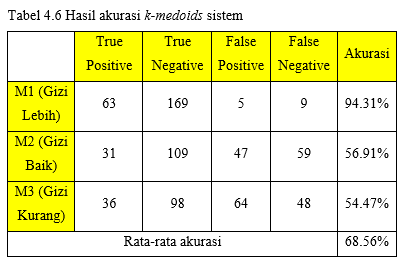 Tabel 4.6 Hasil akurasi k-medoids sistem
True Positive True Negative False Positive False Negative Akurasi
M1 (Gizi Lebih) 63 169 5 9 94.31%
M2 (Gizi Baik) 31 109 47 59 56.91%
M3 (Gizi Kurang) 36 98 64 48 54.47%
Rata-rata akurasi 68.56%